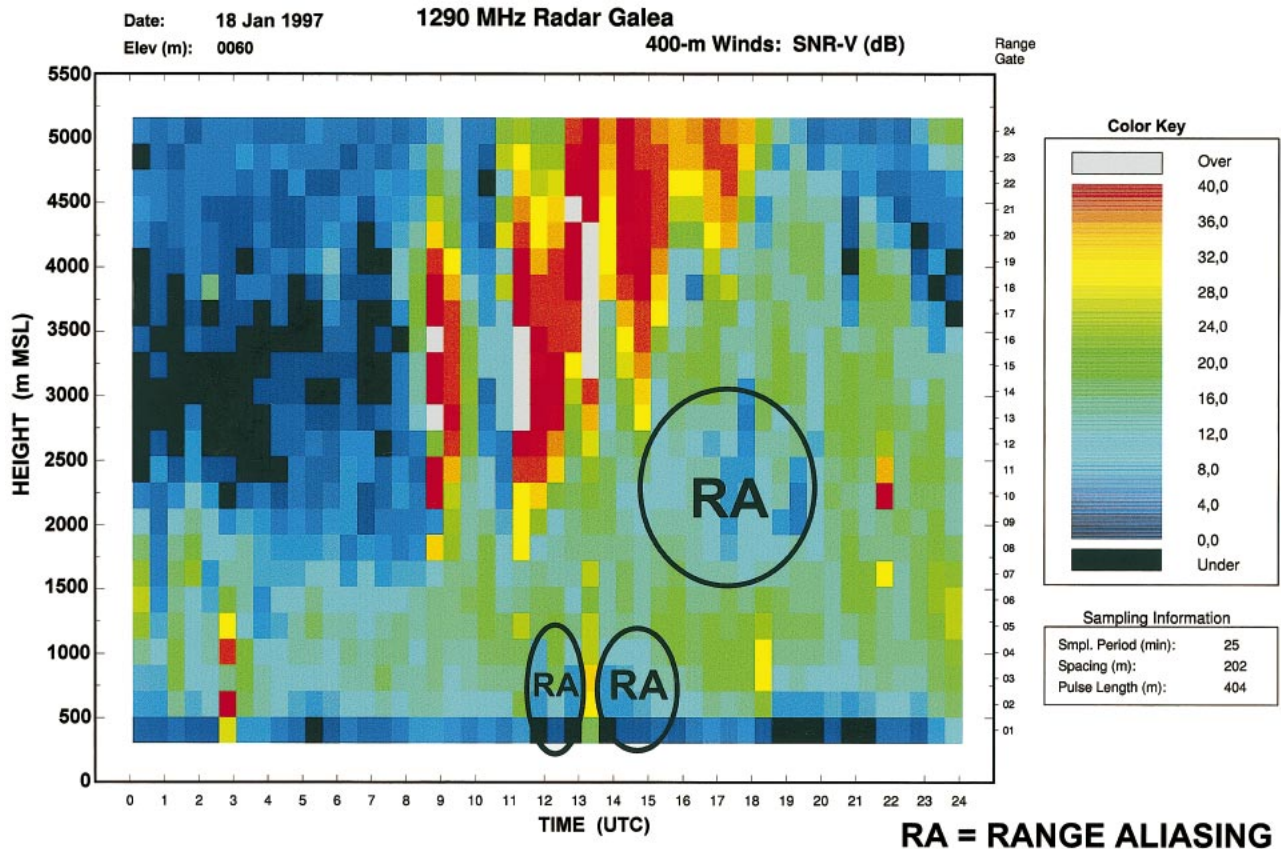 Date: 18 Jan 1997 1290 MHz Radar Galea
Elev (m): 0060 400-m Winds: SNR-V (dB)
Range
Gate
5500
5000
4500
4000
3500
3000
2500
2000
1500
1000
500
0
HEIGHT (m MSL)
24
23
22
21
20
19
18
17
16
15
14
13
12
11
10
09
08
07
06
05
04
03
02
01
RA
RA
RA
0 1 2 3 4 5 6 7 8 9 10 11 12 13 14 15 16 17 18 19 20 21 22 23 24
TIME (UTC)
Color Key
Over
40,0
36,0
32,0
28,0
24,0
20,0
16,0
12,0
8,0
4,0
0,0
Under
Sampling Information
Smpl. Period (min): 25
Spacing (m): 202
Pulse Length (m): 404
RA = RANGE ALIASING